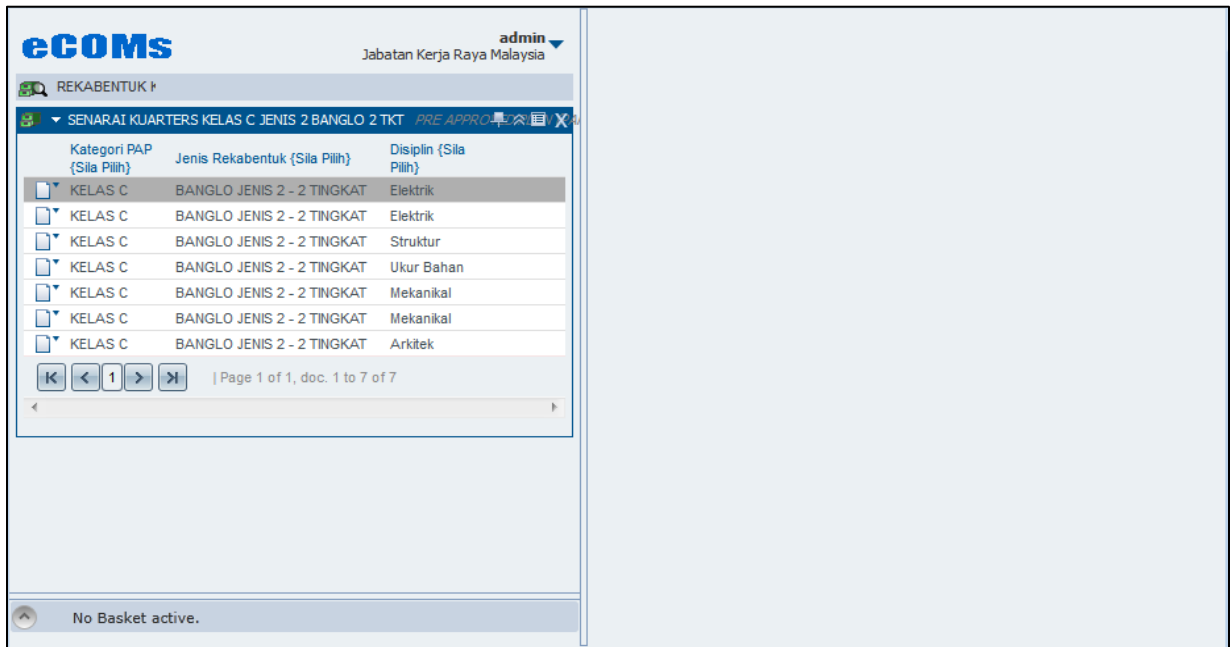 eCOMs
admin
Jabatan Kerja Raya Malaysia
REKABENTUK
SENARAI KUARTERS KELAS C JENIS 2 BANGLO 2 TKT PRE APPRO
Kategori PAP {Sila Pilih} Jenis Rekabentuk {Sila Pilih} Disiplin {Sila Pilih}
KELAS C BANGLO JENIS 2 - 2 TINGKAT Elektrik
KELAS C BANGLO JENIS 2 - 2 TINGKAT Elektrik
KELAS C BANGLO JENIS 2 - 2 TINGKAT Struktur
KELAS C BANGLO JENIS 2 - 2 TINGKAT Ukur Bahan
KELAS C BANGLO JENIS 2 - 2 TINGKAT Mekanikal
KELAS C BANGLO JENIS 2 - 2 TINGKAT Mekanikal
KELAS C BANGLO JENIS 2 - 2 TINGKAT Arkitek
1 | Page 1 of 1, doc. 1 to 7 of 7
No Basket active.